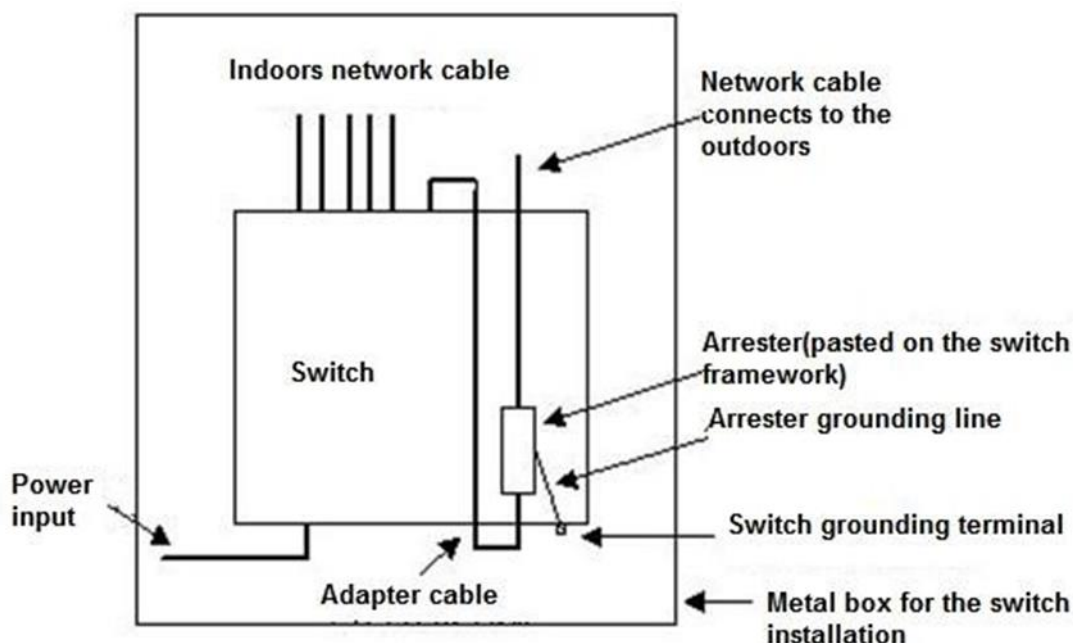 Indoors network cable
Network cable
connects to the
outdoors
Switch
Arrester(pasted on the switch
framework)
Arrester grounding line
Power
input
Switch grounding terminal
Adapter cable
Metal box for the switch
installation